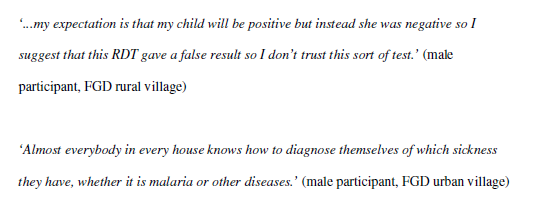 ‘...my expectation is that my child will be positive but instead she was negative so I
suggest that this RDT gave a false result so I don’t trust this sort of test.’ (male
participant, FGD rural village)
‘Almost everybody in every house knows how to diagnose themselves of which sickness
they have, whether it is malaria or other diseases.’ (male participant, FGD urban village)